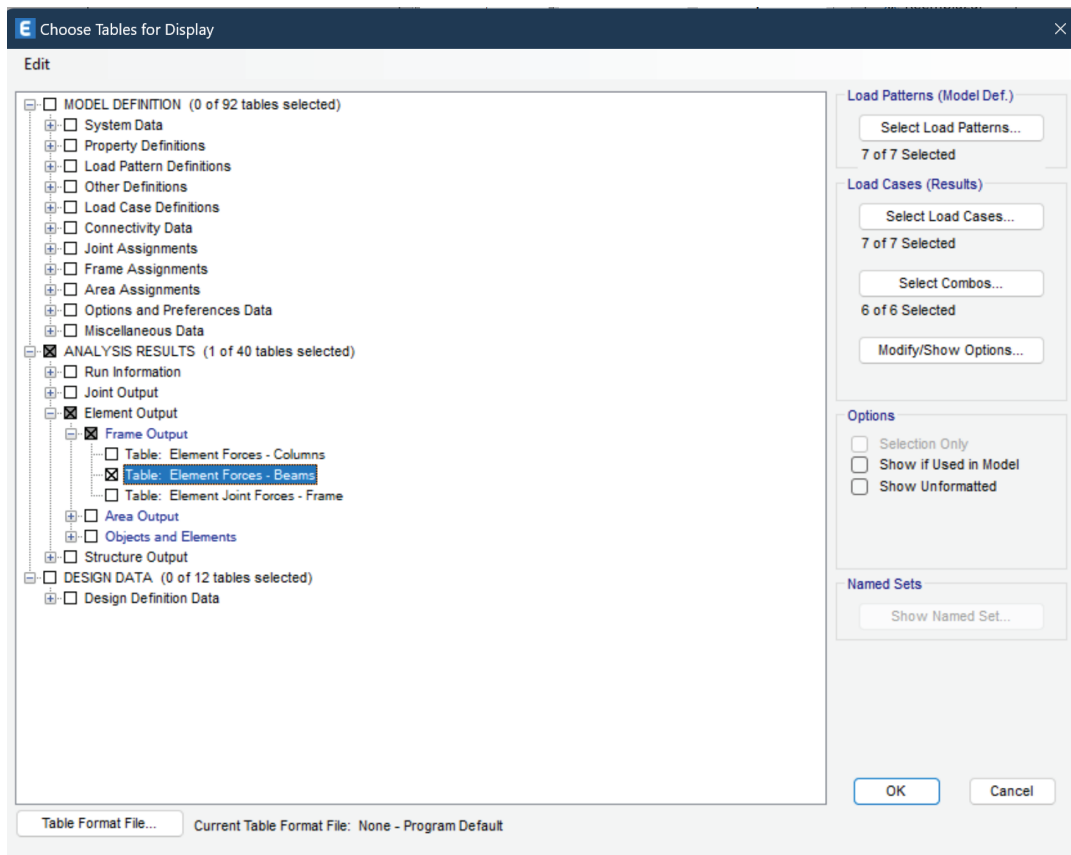 E Choose Tables for Display
Edit
MODEL DEFINITION (0 of 92 tables selected)
System Data
Property Definitions
Load Pattern Definitions
Other Definitions
Load Case Definitions
Connectivity Data
Joint Assignments
Frame Assignments
Area Assignments
Options and Preferences Data
Miscellaneous Data
ANALYSIS RESULTS (1 of 40 tables selected)
Run Information
Joint Output
Element Output
Frame Output
Table: Element Forces - Columns
Table: Element Forces - Beams
Table: Element Joint Forces - Frame
Area Output
Objects and Elements
Structure Output
DESIGN DATA (0 of 12 tables selected)
Design Definition Data
Load Patterns (Model Def.)
Select Load Patterns...
7 of 7 Selected
Load Cases (Results)
Select Load Cases...
7 of 7 Selected
Select Combos...
6 of 6 Selected
Modify/Show Options...
Options
Selection Only
Show if Used in Model
Show Unformatted
Named Sets
Show Named Set...
OK Cancel
Table Format File... Current Table Format File: None - Program Default